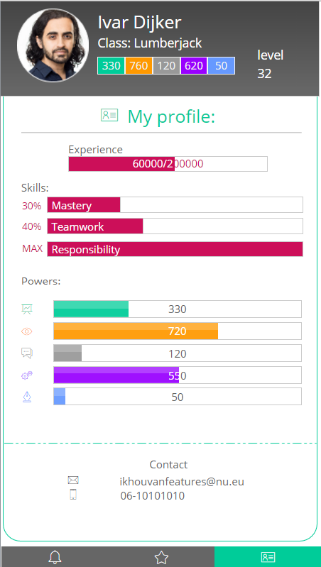 Ivar Dijker
Class: Lumberjack
330 760 120 620 50
level
32
My profile:
Experience
60000/200000
Skills:
30% Mastery
40% Teamwork
MAX Responsibility
Powers:
330
720
120
550
50
Contact
ikhouvanfeatures@nu.eu
06-10101010